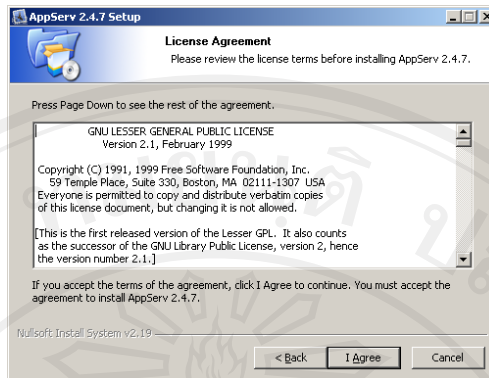 AppServ 2.4.7 Setup
License Agreement
Please review the license terms before installing AppServ 2.4.7.
Press Page Down to see the rest of the agreement.
GNU LESSER GENERAL PUBLIC LICENSE
Version 2.1, February 1999
Copyright (C) 1991, 1999 Free Software Foundation, Inc.
59 Temple Place, Suite 330, Boston, MA 02111-1307 USA
Everyone is permitted to copy and distribute verbatim copies
of this license document, but changing it is not allowed.
[This is the first released version of the Lesser GPL. It also counts
as the successor of the GNU Library Public License, version 2, hence
the version number 2.1.]
If you accept the terms of the agreement, click I Agree to continue. You must accept the
agreement to install AppServ 2.4.7.
Nullsoft Install System v2.19
< Back I Agree Cancel